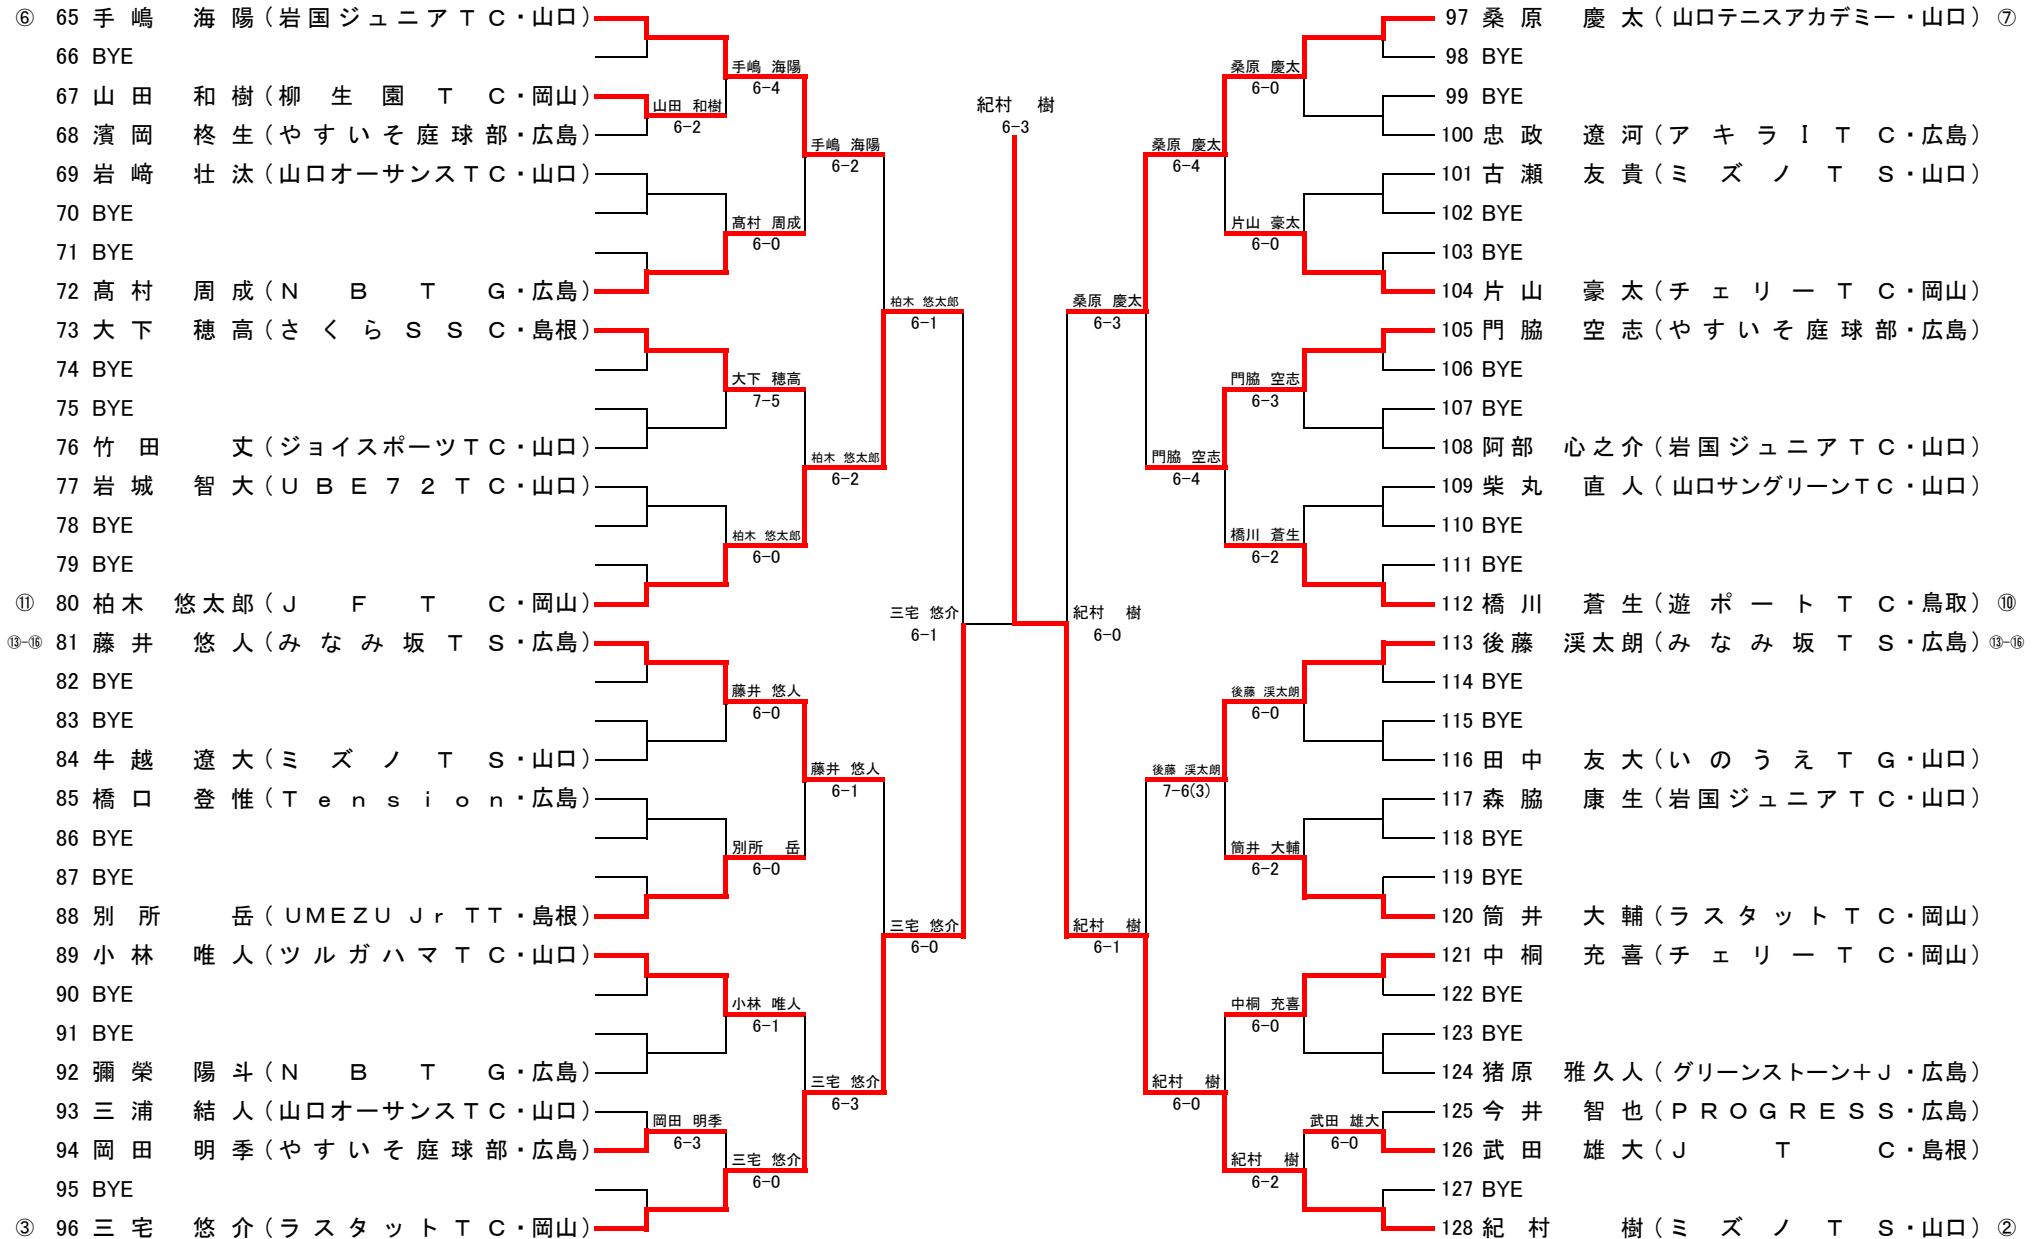 ⑥ 65 手嶋 海陽 (岩国ジュニアＴＣ・山口)
66 BYE
67 山田 和樹 (柳生園ＴＣ・岡山)
68 濱岡 柊生 (やすいそ庭球部・広島)
69 岩﨑 壮汰 (山口オーサンスＴＣ・山口)
70 BYE
71 BYE
72 髙村 周成 (ＮＢＴＧ・広島)
73 大下 穂高 (さくらＳＳＣ・島根)
74 BYE
75 BYE
76 竹田 丈 (ジョイスポーツＴＣ・山口)
77 岩城 智大 (ＵＢＥ７２ＴＣ・山口)
78 BYE
79 BYE
⑪ 80 柏木 悠太郎 (ＪＦＴＣ・岡山)
⑬-⑯ 81 藤井 悠人 (みなみ坂ＴＳ・広島)
82 BYE
83 BYE
84 牛越 遼大 (ミズノＴＳ・山口)
85 橋口 登惟 (Ｔｅｎｓｉｏｎ・広島)
86 BYE
87 BYE
88 別所 岳 (UMEZU Jr TT・島根)
89 小林 唯人 (ツルガハマＴＣ・山口)
90 BYE
91 BYE
92 彌榮 陽斗 (ＮＢＴＧ・広島)
93 三浦 結人 (山口オーサンスＴＣ・山口)
94 岡田 明季 (やすいそ庭球部・広島)
95 BYE
③ 96 三宅 悠介 (ラスタットＴＣ・岡山)
山田 和樹
6-2
岡田 明季
6-3
手嶋 海陽
6-4
髙村 周成
6-0
大下 穂高
7-5
柏木 悠太郎
6-0
藤井 悠人
6-0
別所 岳
6-0
小林 唯人
6-1
三宅 悠介
6-0
手嶋 海陽
6-2
柏木 悠太郎
6-2
藤井 悠人
6-1
三宅 悠介
6-3
柏木 悠太郎
6-1
三宅 悠介
6-0
三宅 悠介
6-1
紀村 樹
6-3
紀村 樹
6-0
桑原 慶太
6-3
紀村 樹
6-1
桑原 慶太
6-4
門脇 空志
6-4
後藤 渓太朗
7-6(3)
紀村 樹
6-0
桑原 慶太
6-0
片山 豪太
6-0
門脇 空志
6-3
橋川 蒼生
6-2
後藤 渓太朗
6-0
筒井 大輔
6-2
中桐 充喜
6-0
紀村 樹
6-2
武田 雄大
6-0
97 桑原 慶太 (山口テニスアカデミー・山口) ⑦
98 BYE
99 BYE
100 忠政 遼河 (アキラＩＴＣ・広島)
101 古瀬 友貴 (ミズノＴＳ・山口)
102 BYE
103 BYE
104 片山 豪太 (チェリーＴＣ・岡山)
105 門脇 空志 (やすいそ庭球部・広島)
106 BYE
107 BYE
108 阿部 心之介 (岩国ジュニアＴＣ・山口)
109 柴丸 直人 (山口サングリーンＴＣ・山口)
110 BYE
111 BYE
112 橋川 蒼生 (遊ポートＴＣ・鳥取) ⑩
113 後藤 渓太朗 (みなみ坂ＴＳ・広島) ⑬-⑯
114 BYE
115 BYE
116 田中 友大 (いのうえＴＧ・山口)
117 森脇 康生 (岩国ジュニアＴＣ・山口)
118 BYE
119 BYE
120 筒井 大輔 (ラスタットＴＣ・岡山)
121 中桐 充喜 (チェリーＴＣ・岡山)
122 BYE
123 BYE
124 猪原 雅久人 (グリーンストーン＋Ｊ・広島)
125 今井 智也 (ＰＲＯＧＲＥＳＳ・広島)
126 武田 雄大 (ＪＴＣ・島根)
127 BYE
128 紀村 樹 (ミズノＴＳ・山口) ②